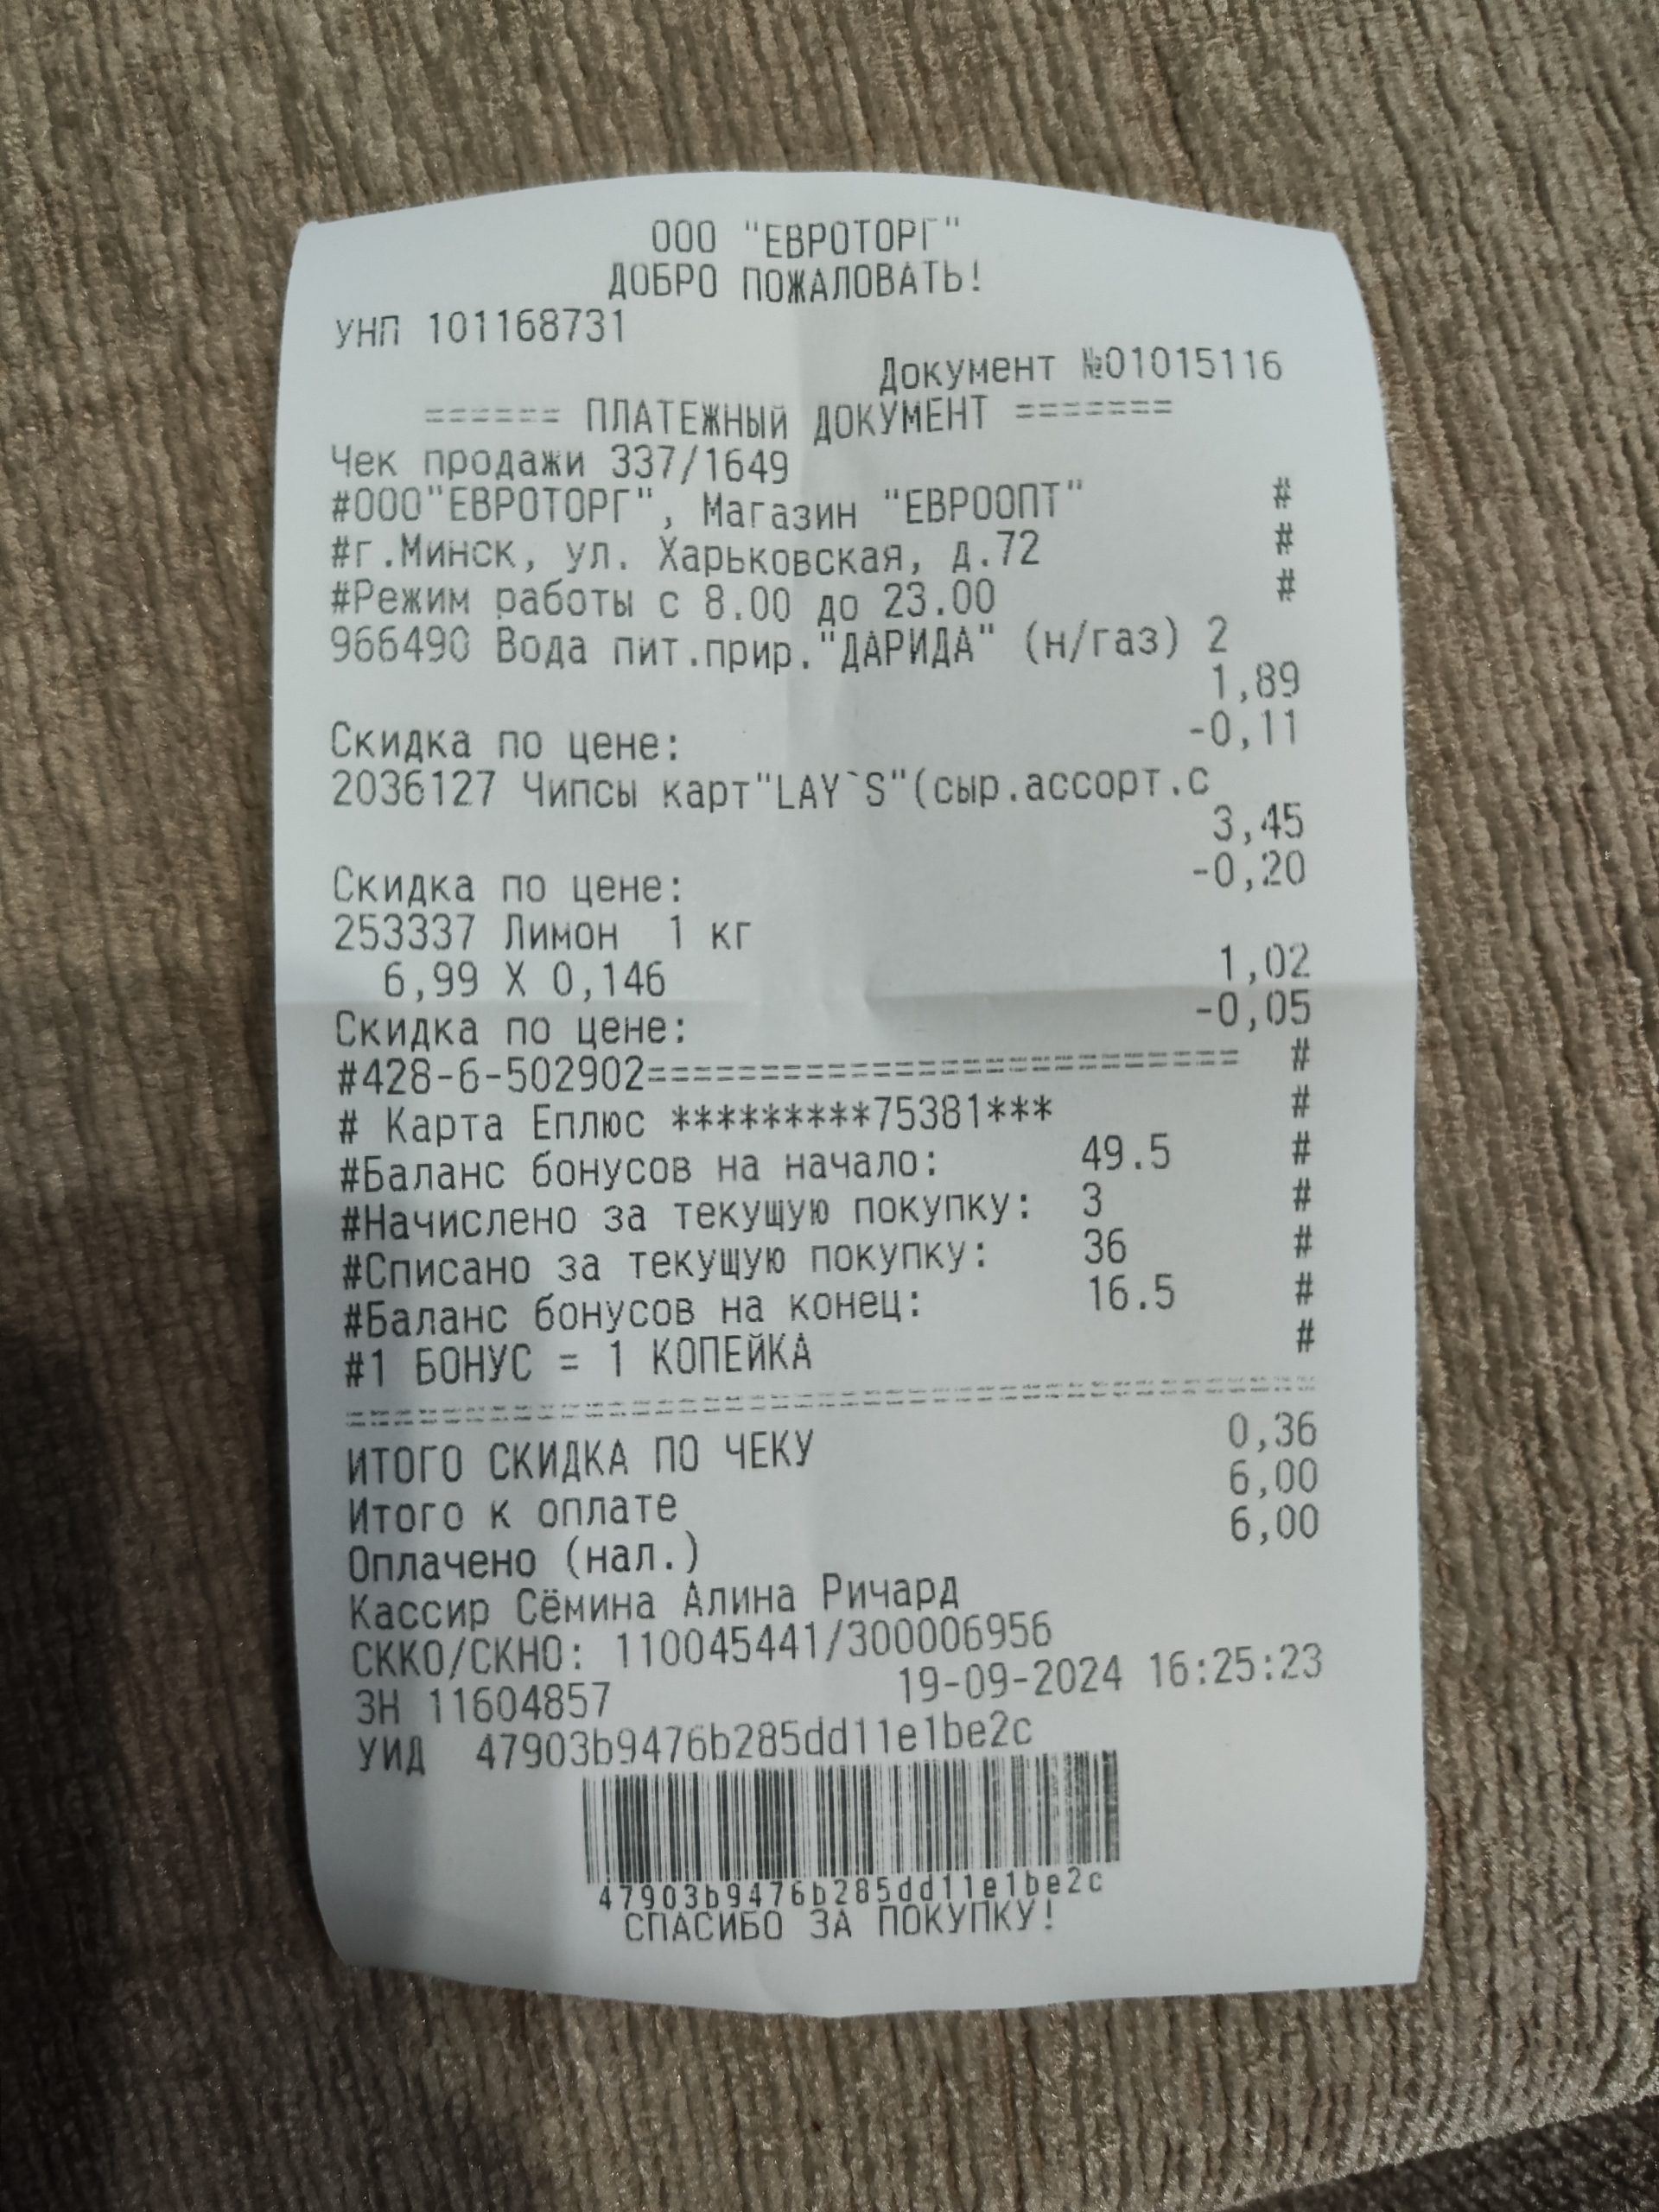 ООО "ЕВРОТОРГ"
ДОБРО ПОЖАЛОВАТЬ!
УНП 101168731
Документ №01015116
====== ПЛАТЕЖНЫЙ ДОКУМЕНТ =======
Чек продажи 337/1649
#ООО"ЕВРОТОРГ", Магазин "ЕВРООПТ" #
#г.Минск, ул. Харьковская, д.72 #
#Режим работы с 8.00 до 23.00 #
966490 Вода пит.прир."ДАРИДА" (н/газ) 2
1,89
Скидка по цене: -0,11
2036127 Чипсы карт"LAY`S"(сыр.ассорт.с
3,45
Скидка по цене: -0,20
253337 Лимон 1 кг
6,99 X 0,146 1,02
Скидка по цене: -0,05
#428-6-502902========================== #
# Карта Еплюс *********75381*** #
#Баланс бонусов на начало: 49.5 #
#Начислено за текущую покупку: 3 #
#Списано за текущую покупку: 36 #
#Баланс бонусов на конец: 16.5 #
#1 БОНУС = 1 КОПЕЙКА #
========================================
ИТОГО СКИДКА ПО ЧЕКУ 0,36
Итого к оплате 6,00
Оплачено (нал.) 6,00
Кассир Сёмина Алина Ричард
СККО/СКНО: 110045441/300006956
ЗН 11604857 19-09-2024 16:25:23
УИД 47903b9476b285dd11e1be2c
47903b9476b285dd11e1be2c
СПАСИБО ЗА ПОКУПКУ!